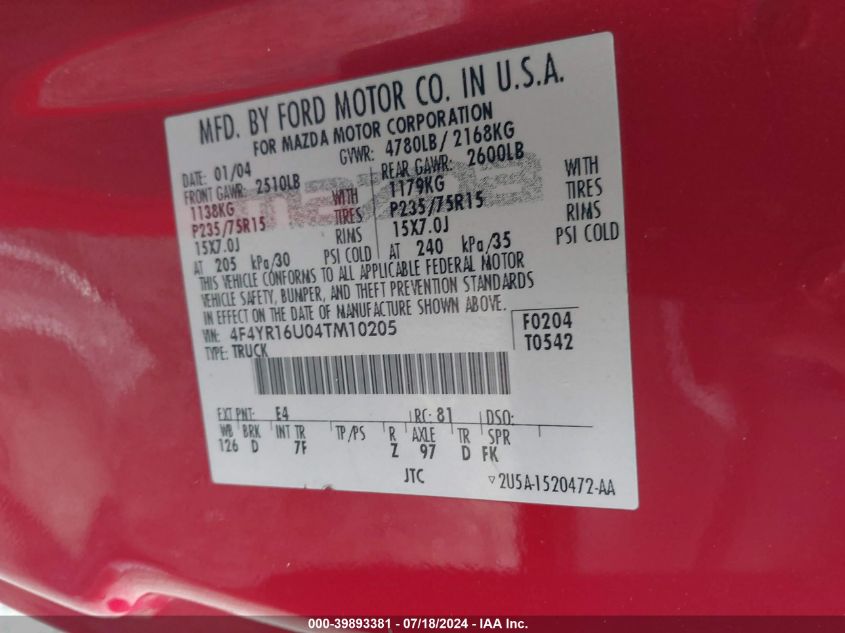 MFD. BY FORD MOTOR CO. IN U.S.A.
FOR MAZDA MOTOR CORPORATION
DATE: 01/04 GVWR: 4780LB/ 2168KG
FRONT GAWR: 2510LB REAR GAWR: 2600LB
1138KG WITH 1179KG WITH
P235/75R15 TIRES P235/75R15 TIRES
15X7.0J RIMS 15X7.0J RIMS
AT 205 kPa/30 PSI COLD AT 240 kPa/35 PSI COLD
THIS VEHICLE CONFORMS TO ALL APPLICABLE FEDERAL MOTOR
VEHICLE SAFETY, BUMPER, AND THEFT PREVENTION STANDARDS
IN EFFECT ON THE DATE OF MANUFACTURE SHOWN ABOVE.
VIN: 4F4YR16U04TM10205 F0204
TYPE: TRUCK T0542
EXT PNT: E4 RC: 81 DSO:
WB BRK INT TR TP/PS R AXLE TR SPR
126 D 7F Z 97 D FK
JTC 2U5A-1520472-AA
000-39893381 - 07/18/2024 - IAA Inc.